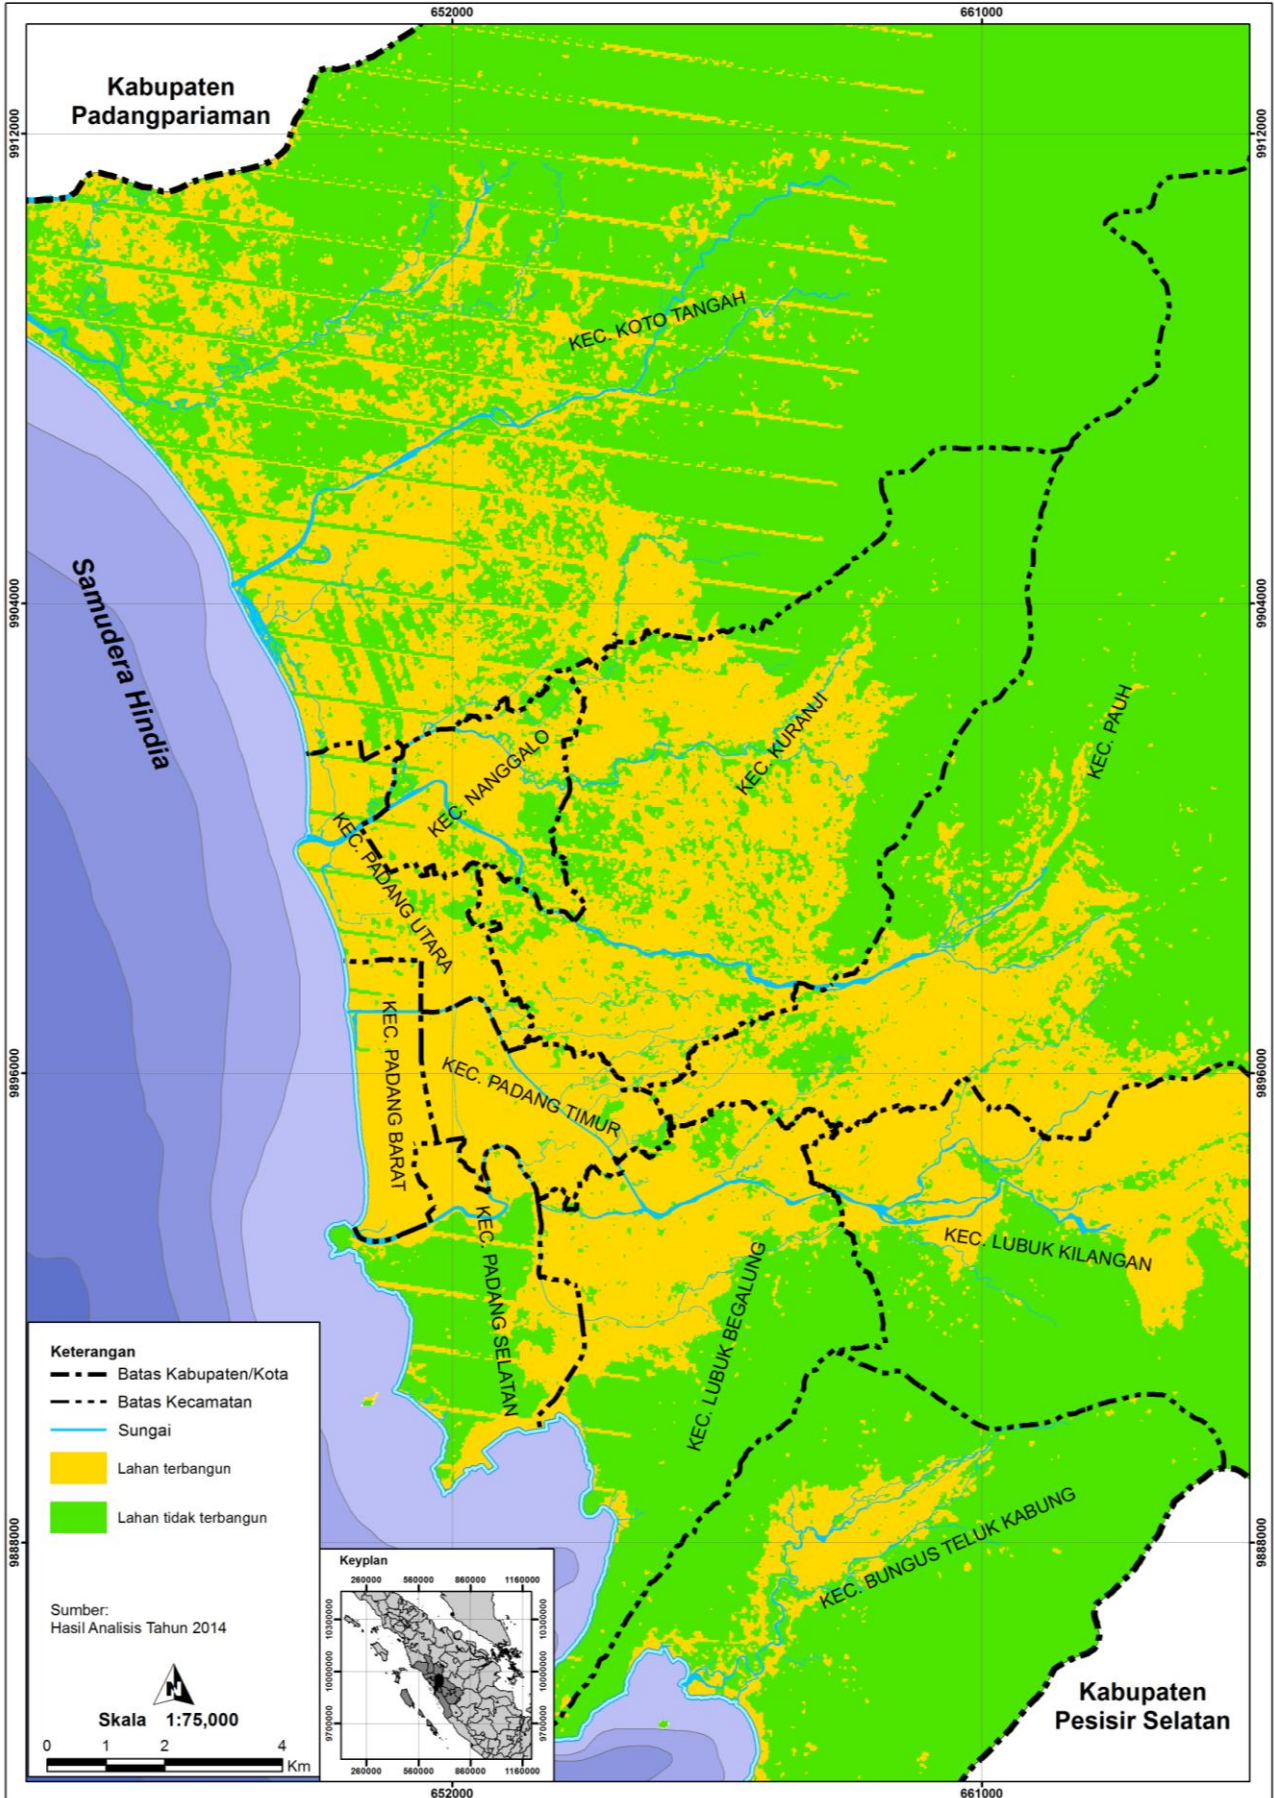 652000
661000
Kabupaten
Padangpariaman
9912000
9912000
KEC. KOTO TANGAH
Samudera Hindia
9904000
9904000
KEC. PAUH
KEC. KURANJI
KEC. NANGGALO
KEC. PADANG UTARA
KEC. PADANG BARAT
KEC. PADANG TIMUR
9896000
9896000
KEC. PADANG SELATAN
KEC. LUBUK KILANGAN
KEC. LUBUK BEGALUNG
Keterangan
Batas Kabupaten/Kota
Batas Kecamatan
Sungai
Lahan terbangun
Lahan tidak terbangun
KEC. BUNGUS TELUK KABUNG
9888000
9888000
Sumber:
Hasil Analisis Tahun 2014
N
Skala 1:75,000
0 1 2 4
Km
Keyplan
260000 560000 860000 1160000
10300000
10300000
10000000
10000000
9700000
9700000
260000 560000 860000 1160000
Kabupaten
Pesisir Selatan
652000
661000